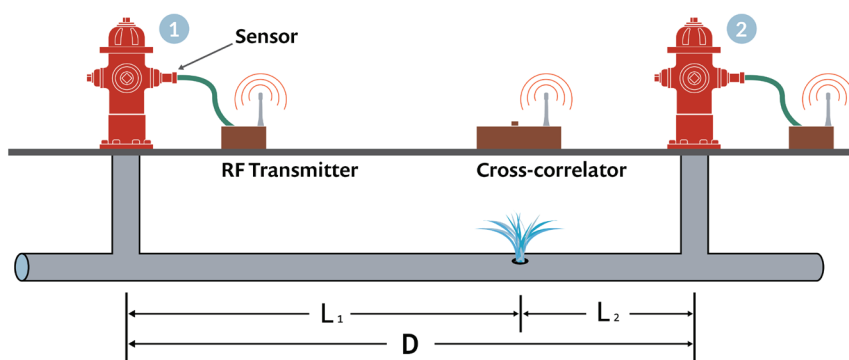 1
Sensor
2
RF Transmitter
Cross-correlator
L₁
L₂
D